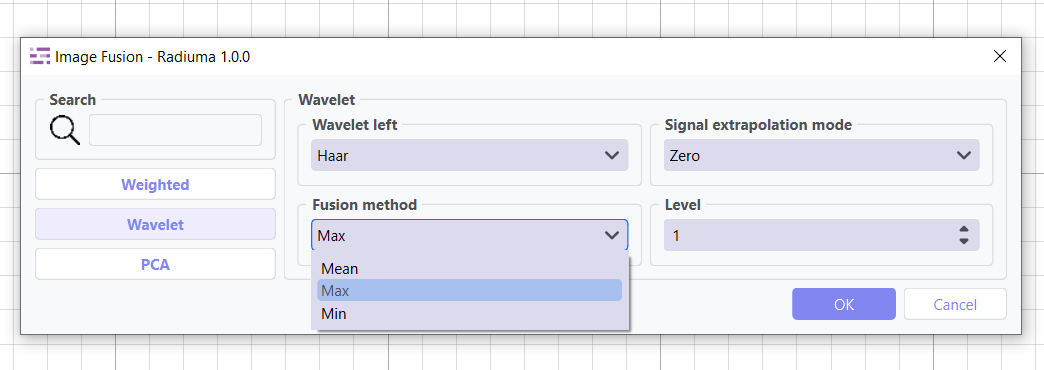 Image Fusion - Radiuma 1.0.0
Search
Weighted
Wavelet
PCA
Wavelet
Wavelet left
Haar
Signal extrapolation mode
Zero
Fusion method
Max
Mean
Max
Min
Level
1
OK
Cancel